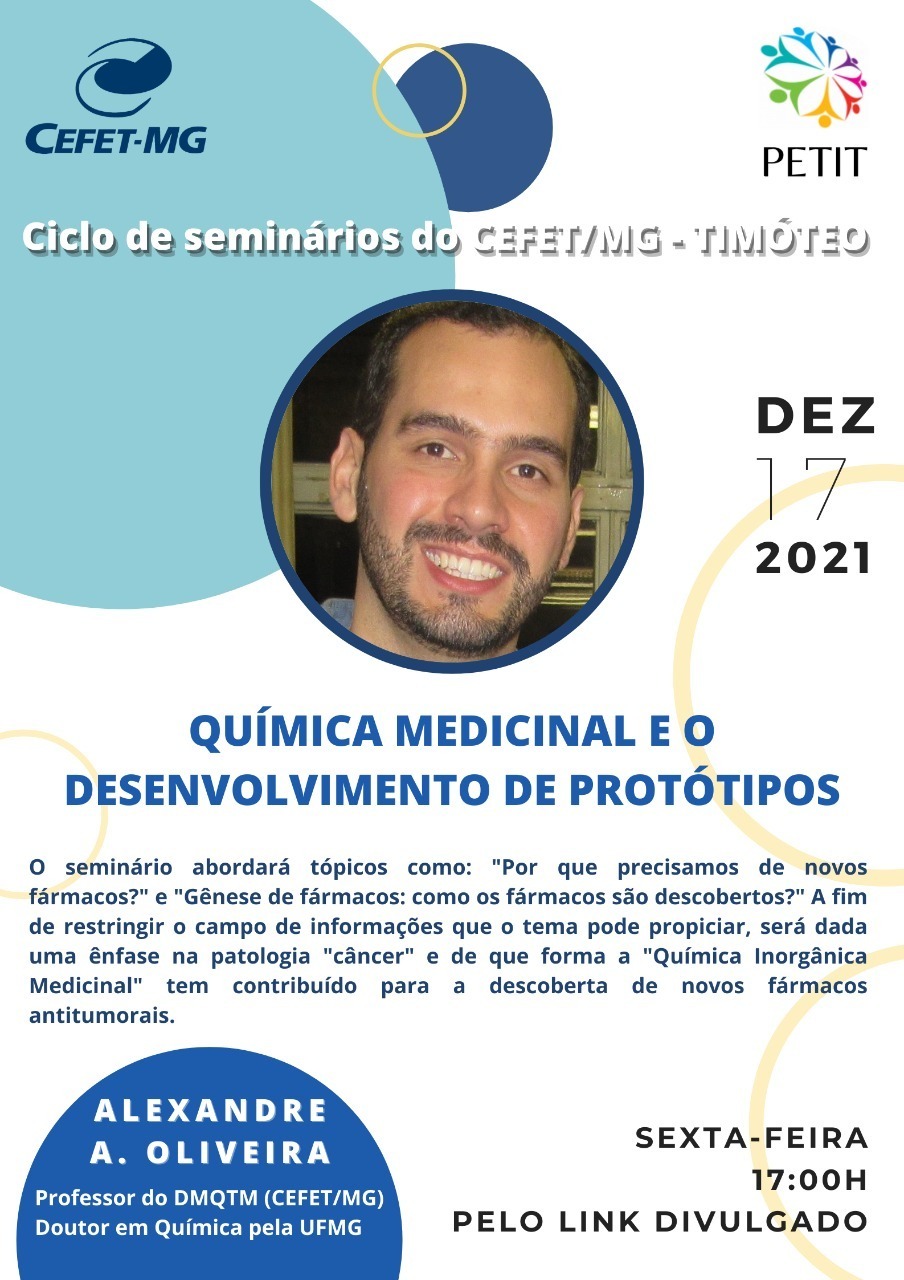 CEFET-MG
PETIT
Ciclo de seminários do CEFET/MG - TIMÓTEO
DEZ
17
2021
QUÍMICA MEDICINAL E O
DESENVOLVIMENTO DE PROTÓTIPOS
O seminário abordará tópicos como: "Por que precisamos de novos
fármacos?" e "Gênese de fármacos: como os fármacos são descobertos?" A fim
de restringir o campo de informações que o tema pode propiciar, será dada
uma ênfase na patologia "câncer" e de que forma a "Química Inorgânica
Medicinal" tem contribuído para a descoberta de novos fármacos
antitumorais.
ALEXANDRE
A. OLIVEIRA
Professor do DMQTM (CEFET/MG)
Doutor em Química pela UFMG
SEXTA-FEIRA
17:00H
PELO LINK DIVULGADO